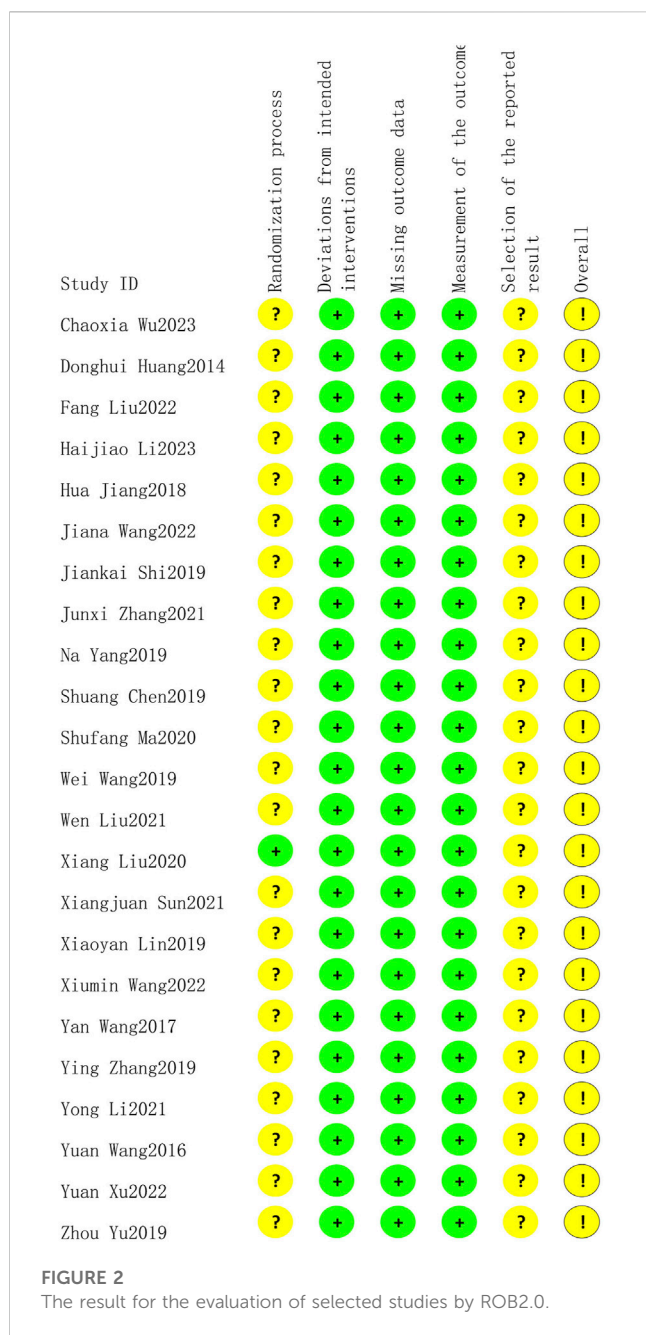 Study ID
Randomization process
Deviations from intended
interventions
Missing outcome data
Measurement of the outcome
Selection of the reported
result
Overall
Chaoxia Wu2023 ? + + + ? !
Donghui Huang2014 ? + + + ? !
Fang Liu2022 ? + + + ? !
Haijiao Li2023 ? + + + ? !
Hua Jiang2018 ? + + + ? !
Jiana Wang2022 ? + + + ? !
Jiankai Shi2019 ? + + + ? !
Junxi Zhang2021 ? + + + ? !
Na Yang2019 ? + + + ? !
Shuang Chen2019 ? + + + ? !
Shufang Ma2020 ? + + + ? !
Wei Wang2019 ? + + + ? !
Wen Liu2021 ? + + + ? !
Xiang Liu2020 + + + + ? !
Xiangjuan Sun2021 ? + + + ? !
Xiaoyan Lin2019 ? + + + ? !
Xiumin Wang2022 ? + + + ? !
Yan Wang2017 ? + + + ? !
Ying Zhang2019 ? + + + ? !
Yong Li2021 ? + + + ? !
Yuan Wang2016 ? + + + ? !
Yuan Xu2022 ? + + + ? !
Zhou Yu2019 ? + + + ? !
FIGURE 2
The result for the evaluation of selected studies by ROB2.0.